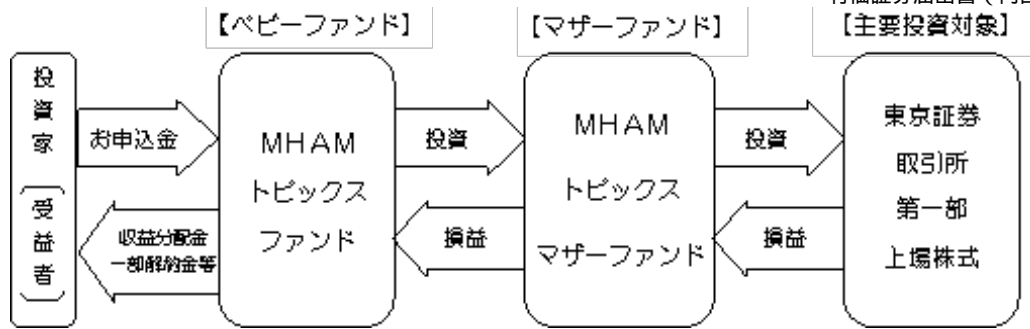 【ベビーファンド】
【マザーファンド】
【主要投資対象】
投資家（受益者）
お申込金
収益分配金
一部解約金等
MHAM
トピックス
ファンド
投資
損益
MHAM
トピックス
マザーファンド
投資
損益
東京証券
取引所
第一部
上場株式